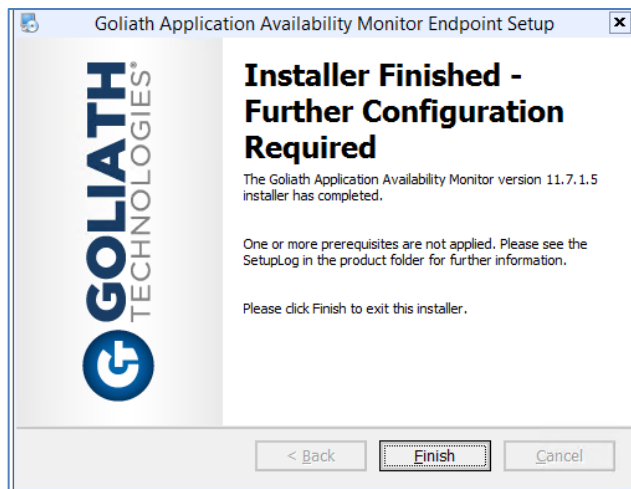 Goliath Application Availability Monitor Endpoint Setup
GOLIATH®
TECHNOLOGIES
Installer Finished -
Further Configuration
Required
The Goliath Application Availability Monitor version 11.7.1.5
installer has completed.
One or more prerequisites are not applied. Please see the
SetupLog in the product folder for further information.
Please click Finish to exit this installer.
< Back
Finish
Cancel